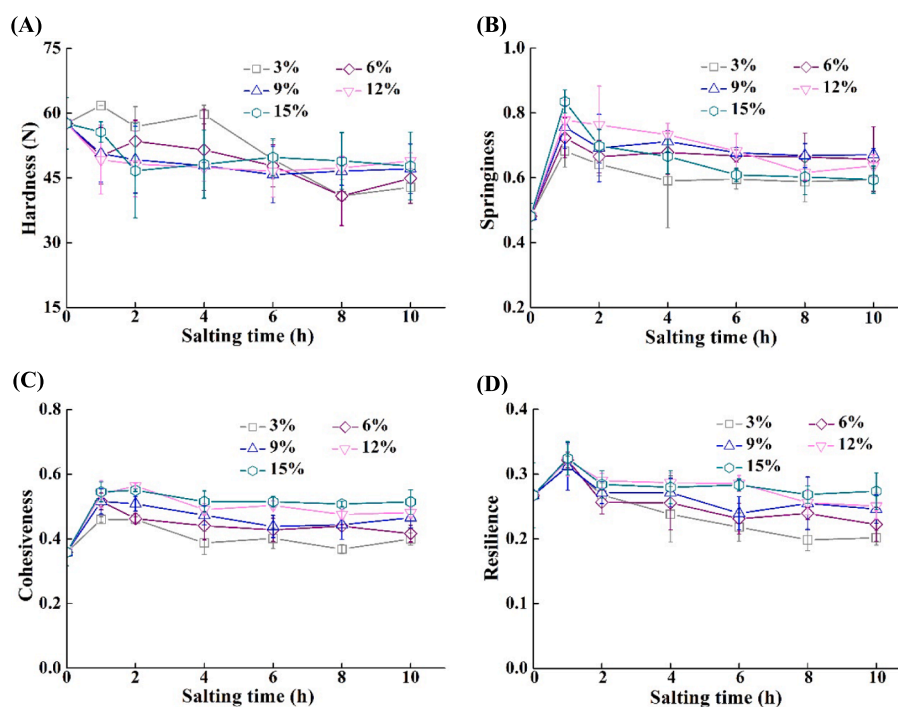 (A)
75
60
45
30
15
Hardness (N)
3% 6%
9% 12%
15%
0 2 4 6 8 10
Salting time (h)
(B)
1.0
0.8
0.6
0.4
0.2
Springiness
3% 6%
9% 12%
15%
0 2 4 6 8 10
Salting time (h)
(C)
0.8
0.6
0.4
0.2
0.0
Cohesiveness
3% 6%
9% 12%
15%
0 2 4 6 8 10
Salting time (h)
(D)
0.4
0.3
0.2
0.1
0.0
Resilience
3% 6%
9% 12%
15%
0 2 4 6 8 10
Salting time (h)